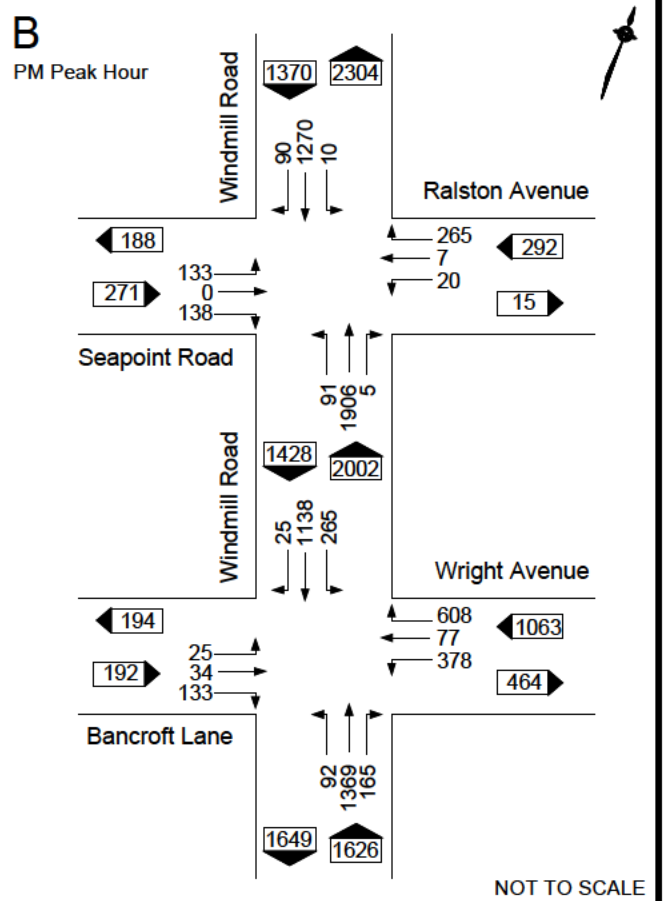 B
PM Peak Hour
Windmill Road
1370 2304
90 1270 10
Ralston Avenue
188
271
133
0
138
265
7
20
292
15
Seapoint Road
91 1906 5
Windmill Road
1428 2002
25 1138 265
Wright Avenue
194
192
25
34
133
608
77
378
1063
464
Bancroft Lane
92 1369 165
1649 1626
NOT TO SCALE